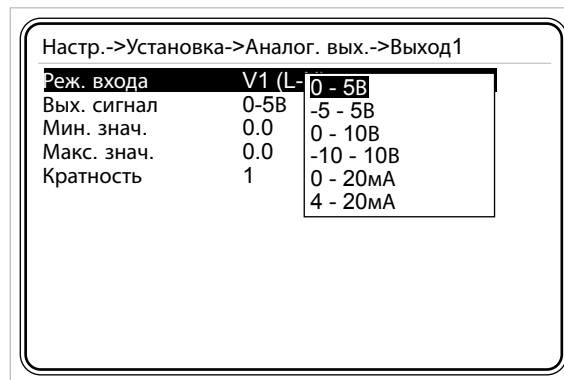 Настр.->Установка->Аналог. вых.->Выход1
Реж. входа V1 (L-
Вых. сигнал 0-5В
Мин. знач. 0.0
Макс. знач. 0.0
Кратность 1
0 - 5В
-5 - 5В
0 - 10В
-10 - 10В
0 - 20мА
4 - 20мА